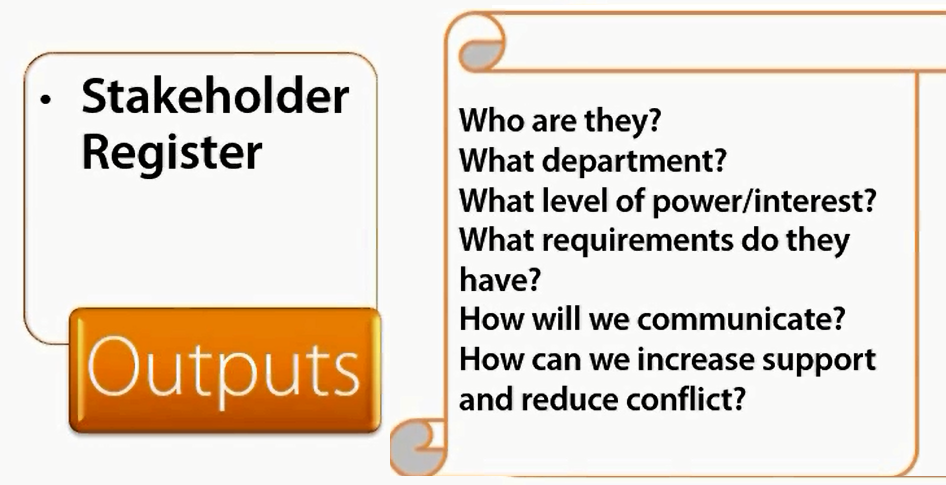 • Stakeholder
Register
Outputs
Who are they?
What department?
What level of power/interest?
What requirements do they
have?
How will we communicate?
How can we increase support
and reduce conflict?